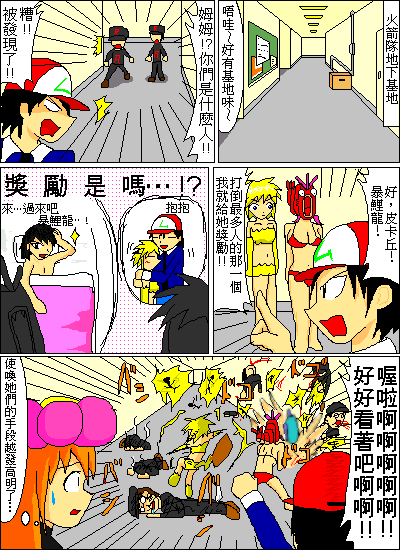 火箭隊地下基地
唔哇～好有基地味～
姆姆!?你們是什麼人!!
糟!!
被發現了!!
好，皮卡丘！
暴鯉龍！
打倒最多人的那一個
我就給她獎勵!!
獎勵是嗎…!?
抱抱
來…過來吧
暴鯉龍…！
喔啦啊啊啊啊啊!!
好好看著吧啊啊!!
使喚她們的手段越發高明了…